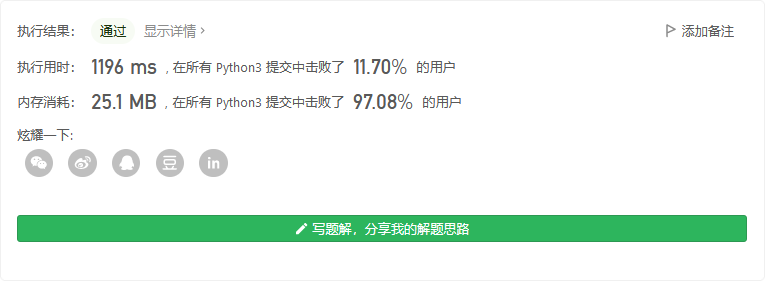 执行结果： 通过 显示详情 > 添加备注
执行用时： 1196 ms , 在所有 Python3 提交中击败了 11.70% 的用户
内存消耗： 25.1 MB , 在所有 Python3 提交中击败了 97.08% 的用户
炫耀一下:
豆 in
写题解，分享我的解题思路